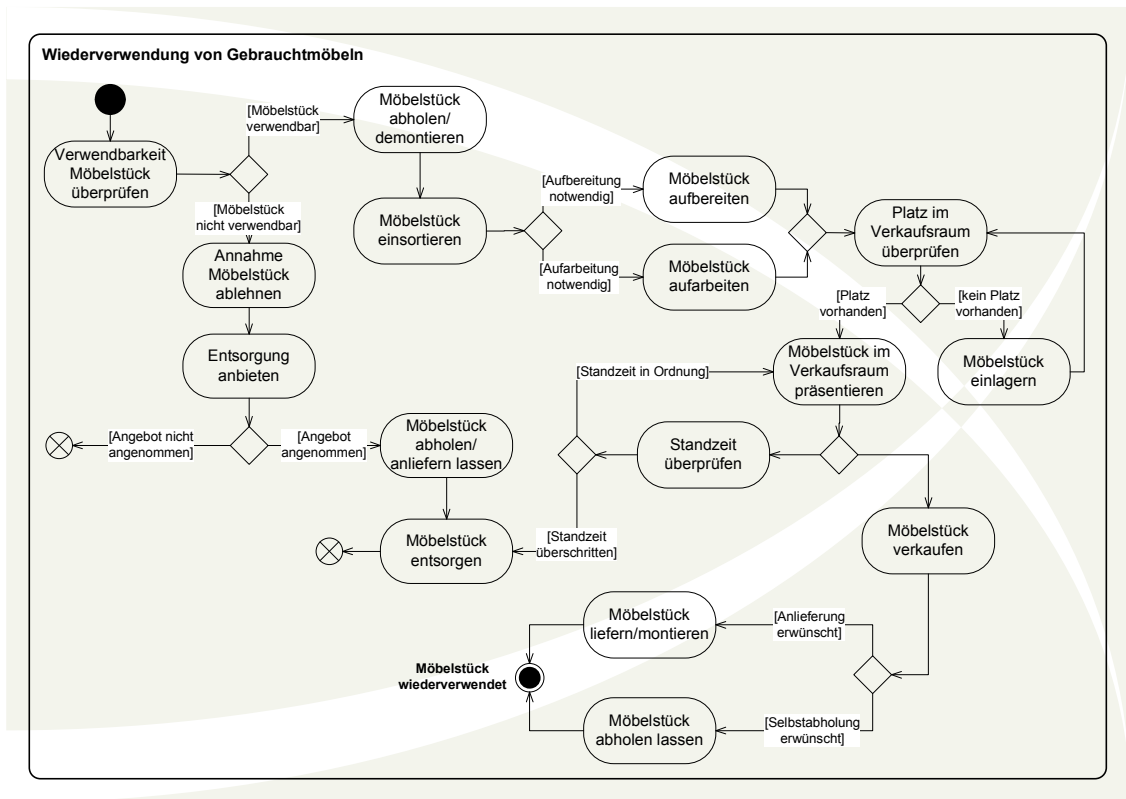 Wiederverwendung von Gebrauchtmöbeln
Verwendbarkeit
Möbelstück
überprüfen
[Möbelstück
verwendbar]
Möbelstück
abholen/
demontieren
[Möbelstück
nicht verwendbar]
Annahme
Möbelstück
ablehnen
Entsorgung
anbieten
[Angebot nicht
angenommen]
[Angebot
angenommen]
Möbelstück
abholen/
anliefern lassen
Möbelstück
entsorgen
Möbelstück
einsortieren
[Aufbereitung
notwendig]
Möbelstück
aufbereiten
[Aufarbeitung
notwendig]
Möbelstück
aufarbeiten
Platz im
Verkaufsraum
überprüfen
[Platz
vorhanden]
[kein Platz
vorhanden]
Möbelstück im
Verkaufsraum
präsentieren
Möbelstück
einlagern
[Standzeit in Ordnung]
Standzeit
überprüfen
[Standzeit
überschritten]
Möbelstück
verkaufen
[Anlieferung
erwünscht]
Möbelstück
liefern/montieren
Möbelstück
wiederverwendet
[Selbstabholung
erwünscht]
Möbelstück
abholen lassen